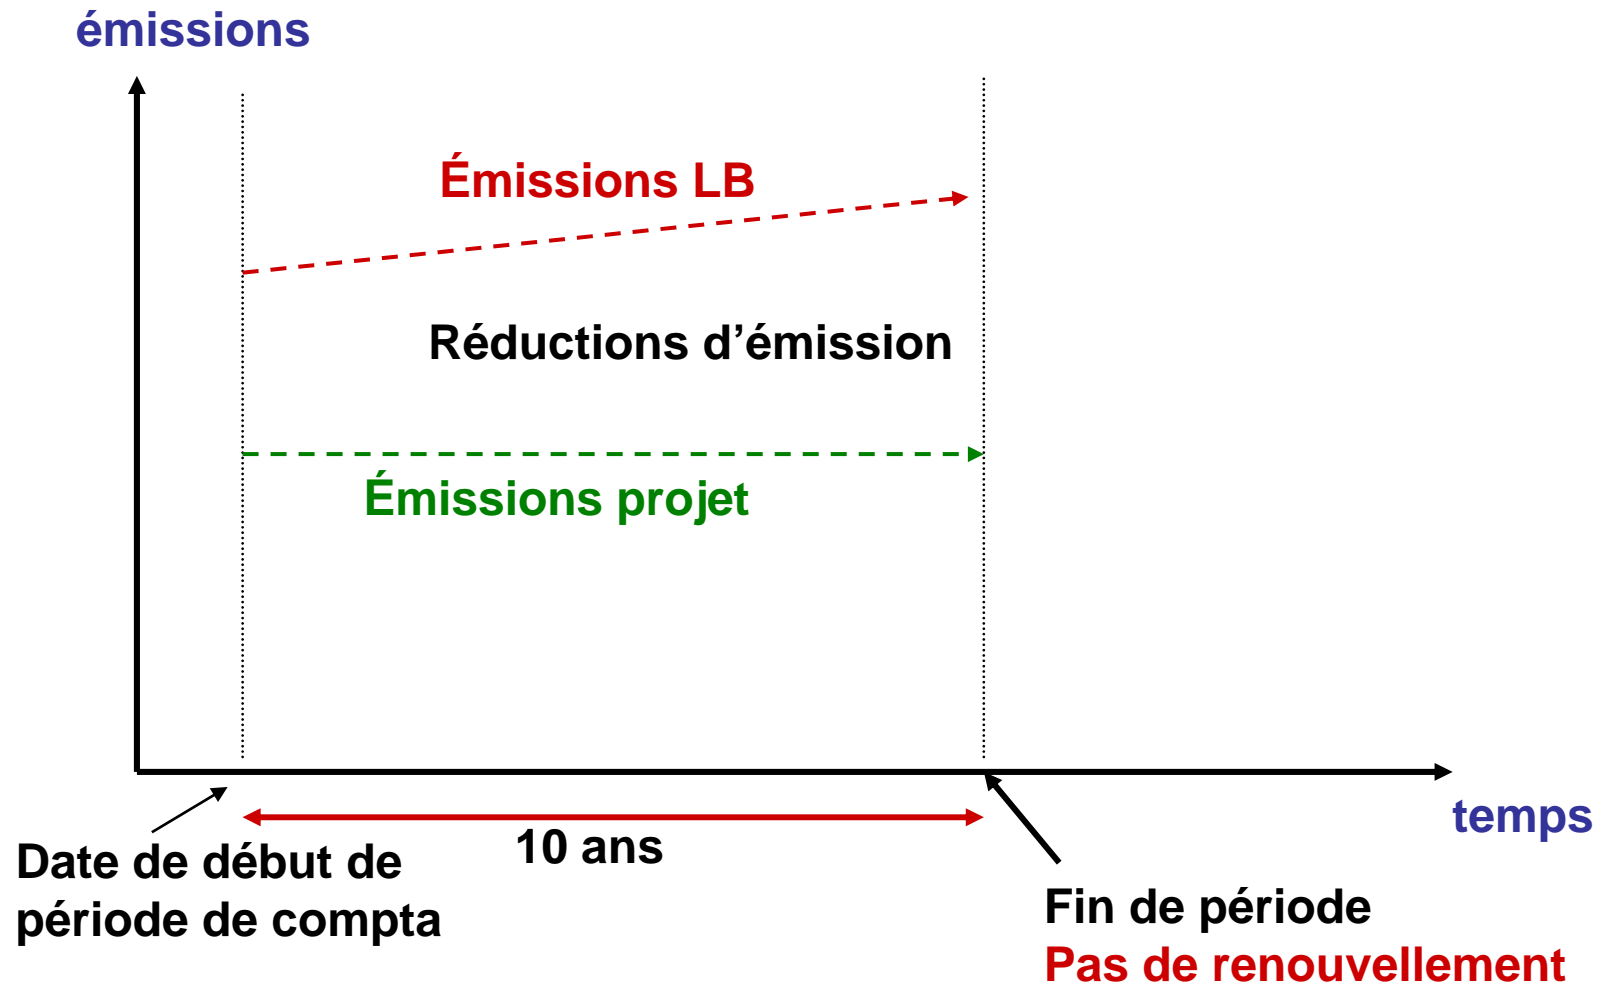 émissions
Émissions LB
Réductions d’émission
Émissions projet
temps
10 ans
Date de début de
période de compta
Fin de période
Pas de renouvellement